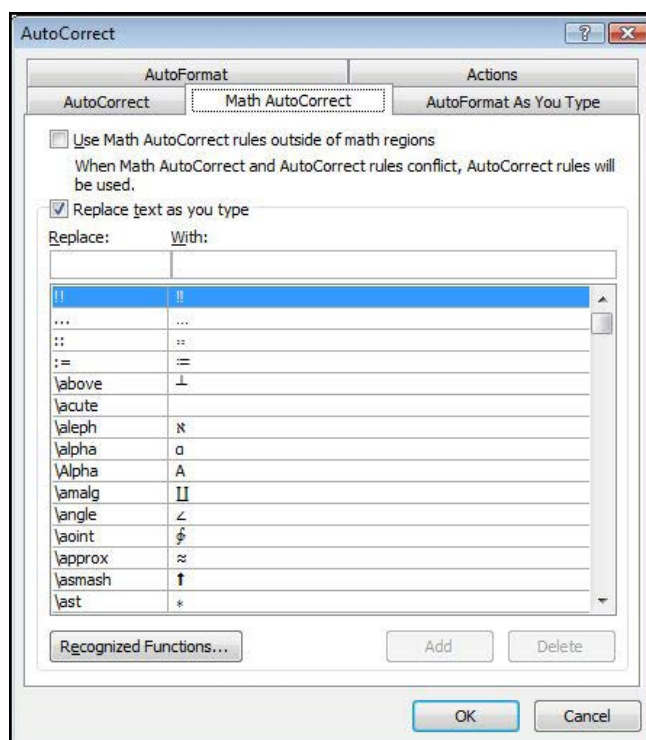 AutoCorrect
AutoFormat Actions
AutoCorrect Math AutoCorrect AutoFormat As You Type
Use Math AutoCorrect rules outside of math regions
When Math AutoCorrect and AutoCorrect rules conflict, AutoCorrect rules will
be used.
Replace text as you type
Replace: With:
!! ‼
... …
:: ∷
:= ≔
\above ┴
\acute
\aleph ℵ
\alpha α
\Alpha Α
\amalg ∐
\angle ∠
\aoint ∳
\approx ≈
\asmash ⬆
\ast ∗
Recognized Functions... Add Delete
OK Cancel